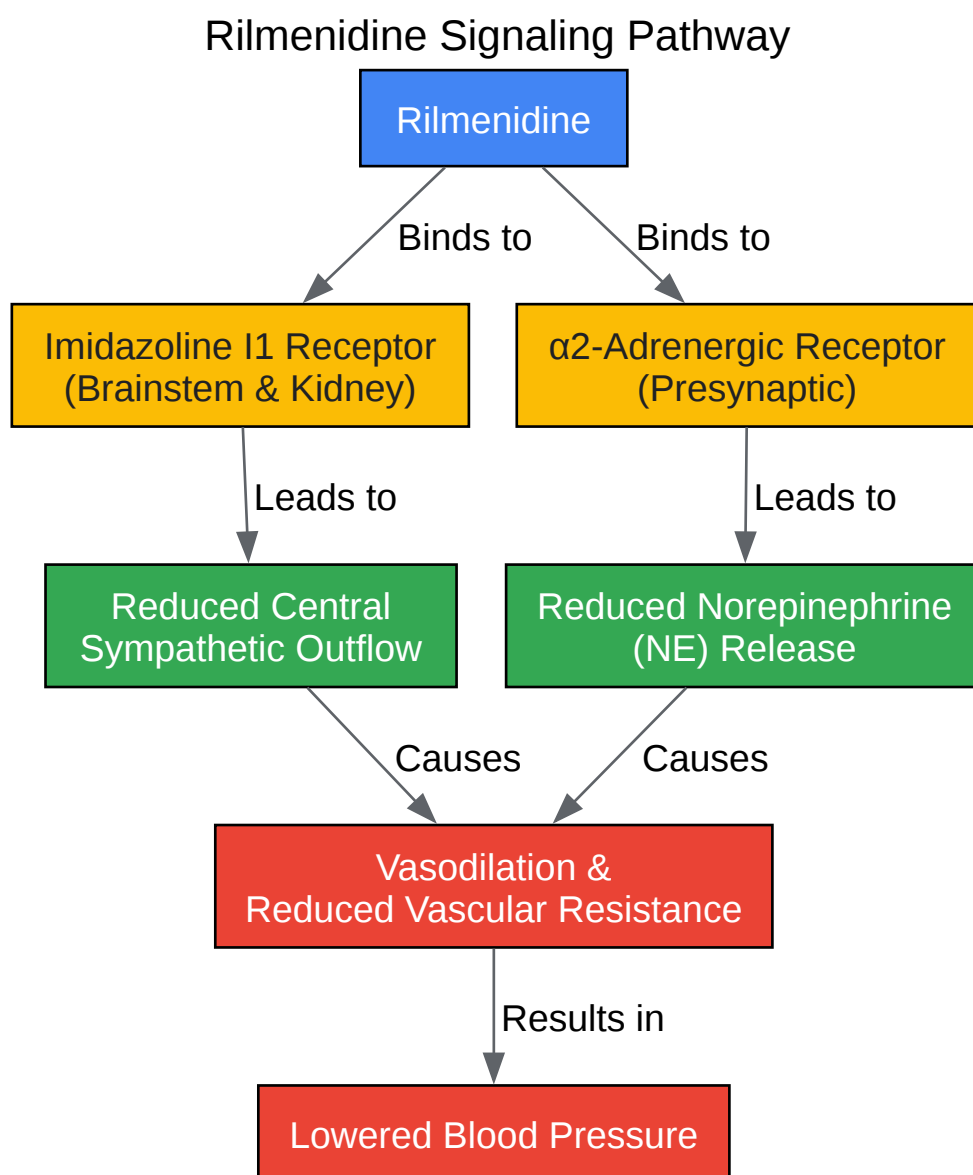 Rilmenidine Signaling Pathway
Rilmenidine
Binds to
Binds to
Imidazoline I1 Receptor
(Brainstem & Kidney)
α2-Adrenergic Receptor
(Presynaptic)
Leads to
Leads to
Reduced Central
Sympathetic Outflow
Reduced Norepinephrine
(NE) Release
Causes
Causes
Vasodilation &
Reduced Vascular Resistance
Results in
Lowered Blood Pressure